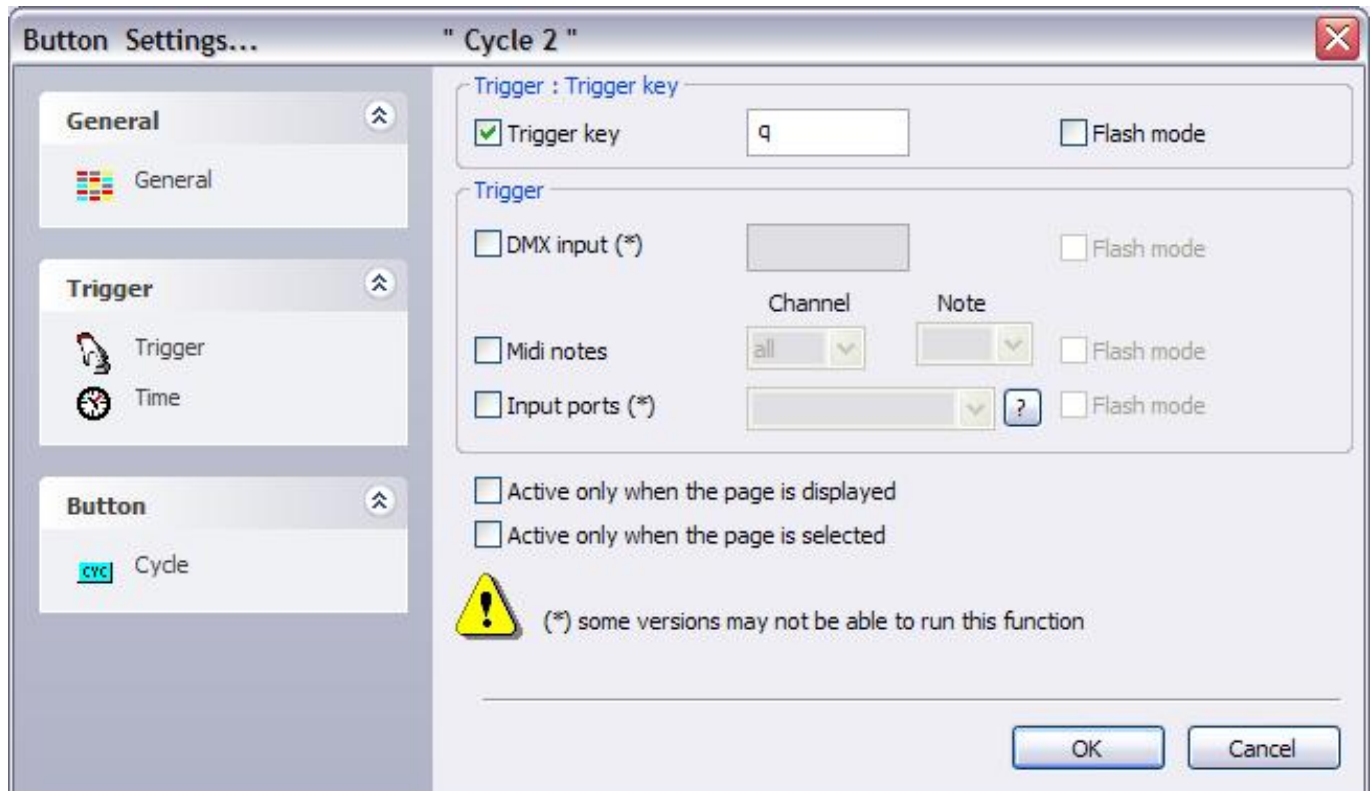 Button Settings... " Cycle 2 "
General
General
Trigger
Trigger
Time
Button
CYC Cycle
Trigger : Trigger key
Trigger key q Flash mode
Trigger
DMX input (*) Flash mode
Channel Note
Midi notes all Flash mode
Input ports (*) ? Flash mode
Active only when the page is displayed
Active only when the page is selected
(*) some versions may not be able to run this function
OK Cancel